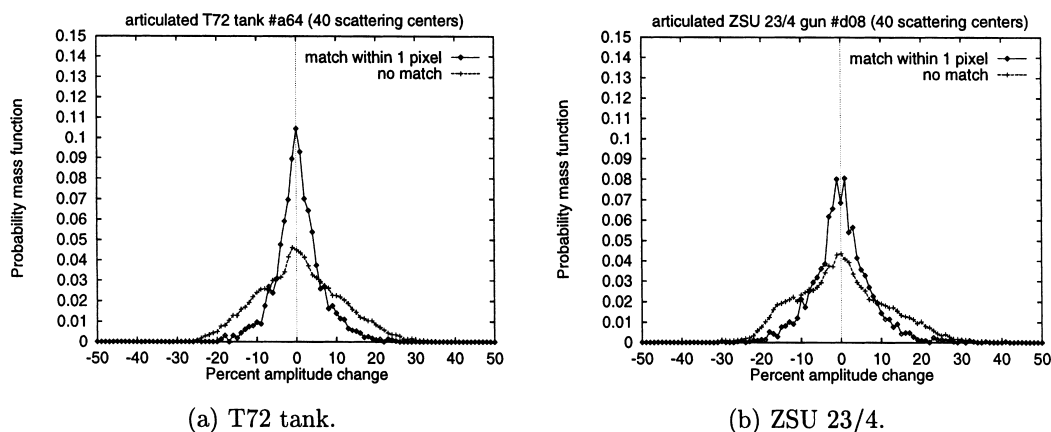 articulated T72 tank #a64 (40 scattering centers)
0.15
0.14
0.13
0.12
0.11
0.1
0.09
0.08
0.07
0.06
0.05
0.04
0.03
0.02
0.01
0
Probability mass function
match within 1 pixel
no match
-50 -40 -30 -20 -10 0 10 20 30 40 50
Percent amplitude change
(a) T72 tank.
articulated ZSU 23/4 gun #d08 (40 scattering centers)
0.15
0.14
0.13
0.12
0.11
0.1
0.09
0.08
0.07
0.06
0.05
0.04
0.03
0.02
0.01
0
Probability mass function
match within 1 pixel
no match
-50 -40 -30 -20 -10 0 10 20 30 40 50
Percent amplitude change
(b) ZSU 23/4.